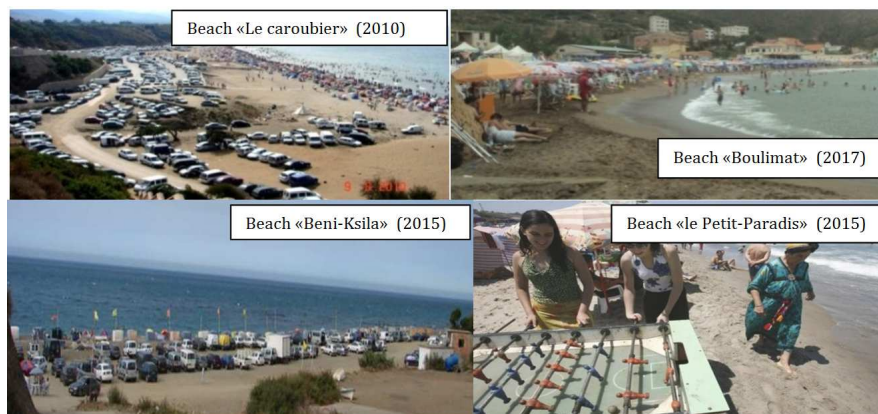 Beach «Le caroubier» (2010)
Beach «Boulimat» (2017)
Beach «Beni-Ksila» (2015)
Beach «le Petit-Paradis» (2015)